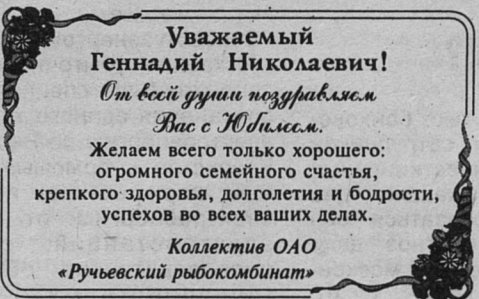 Уважаемый
Геннадий Николаевич!
От всей души поздравляем
Вас с Юбилеем.
Желаем всего только хорошего:
огромного семейного счастья,
крепкого здоровья, долголетия и бодрости,
успехов во всех ваших делах.
Коллектив ОАО
«Ручьевский рыбокомбинат»